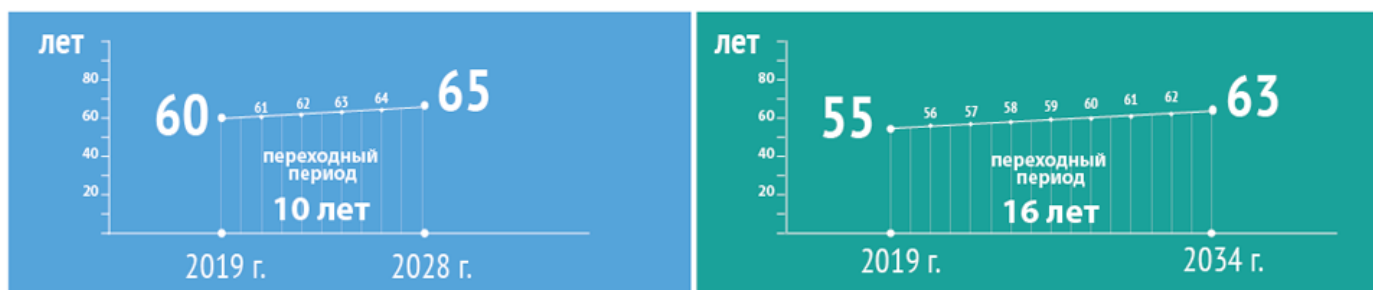 лет
80
60
40
20
60
61
62
63
64
65
переходный
период
10 лет
2019 г.
2028 г.
лет
80
60
40
20
55
56
57
58
59
60
61
62
63
переходный
период
16 лет
2019 г.
2034 г.